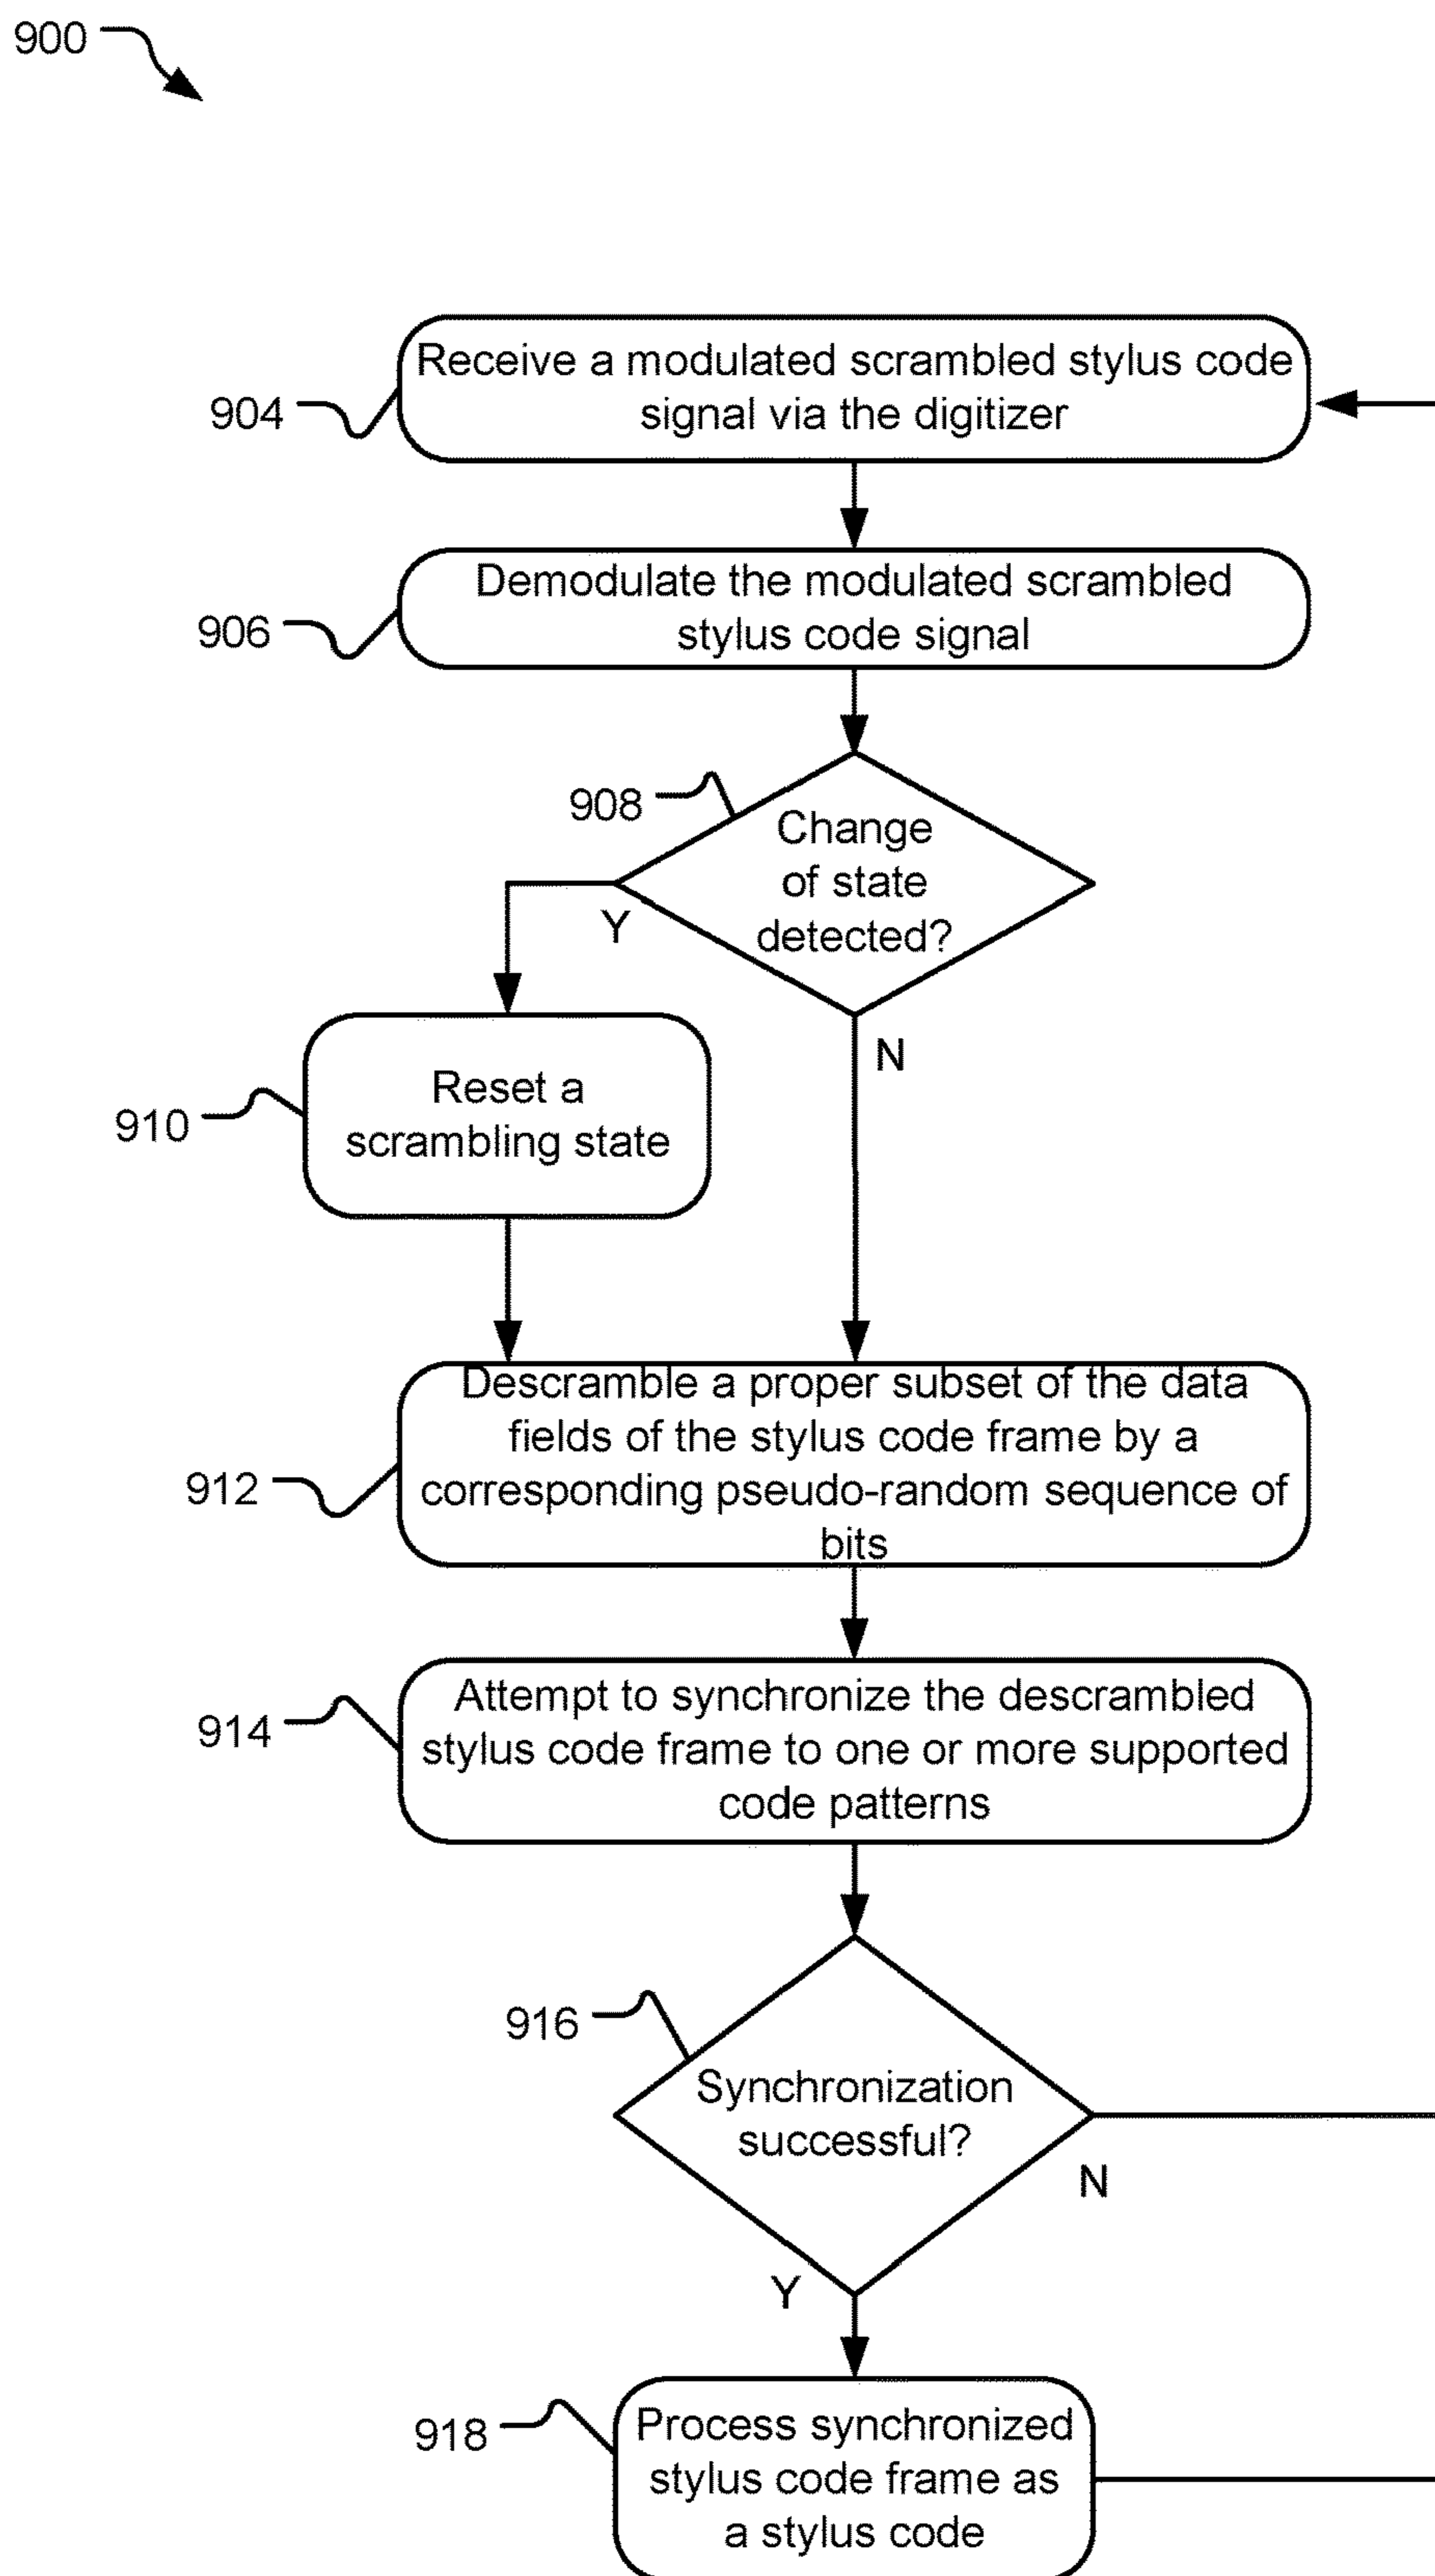 900
Receive a modulated scrambled stylus code
signal via the digitizer
904
Demodulate the modulated scrambled
stylus code signal
906
908
Change
of state
detected?
Y
N
Reset a
scrambling state
910
Descramble a proper subset of the data
fields of the stylus code frame by a
corresponding pseudo-random sequence of
bits
912
Attempt to synchronize the descrambled
stylus code frame to one or more supported
code patterns
914
916
Synchronization
successful?
N
Y
918
Process synchronized
stylus code frame as
a stylus code